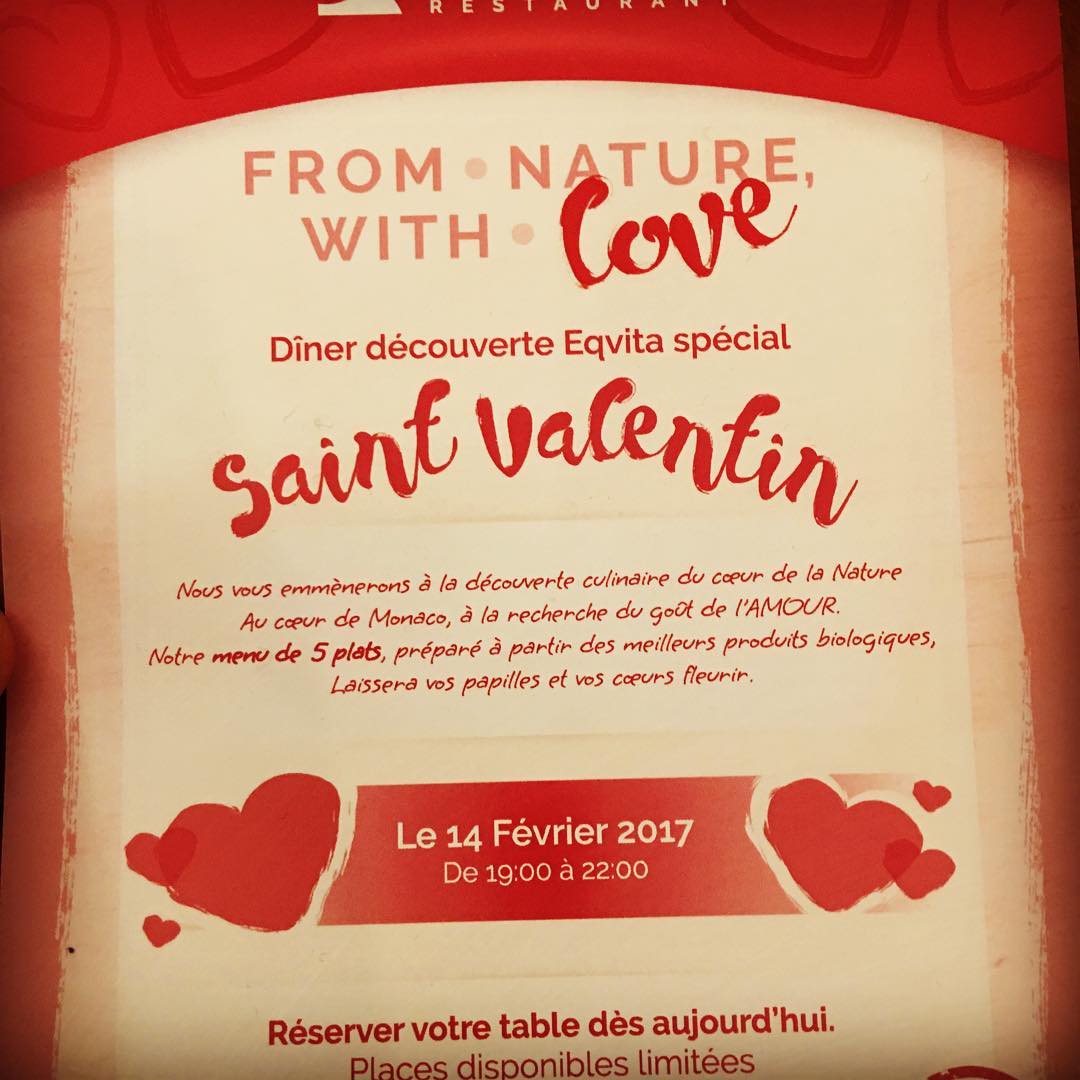 RESTAURANT
FROM • NATURE,
WITH • Love
Dîner découverte Eqvita spécial
Saint Valentin
Nous vous emmènerons à la découverte culinaire du cœur de la Nature
Au cœur de Monaco, à la recherche du goût de l'AMOUR.
Notre menu de 5 plats, préparé à partir des meilleurs produits biologiques,
Laissera vos papilles et vos cœurs fleurir.
Le 14 Février 2017
De 19:00 à 22:00
Réserver votre table dès aujourd'hui.
Places disponibles limitées